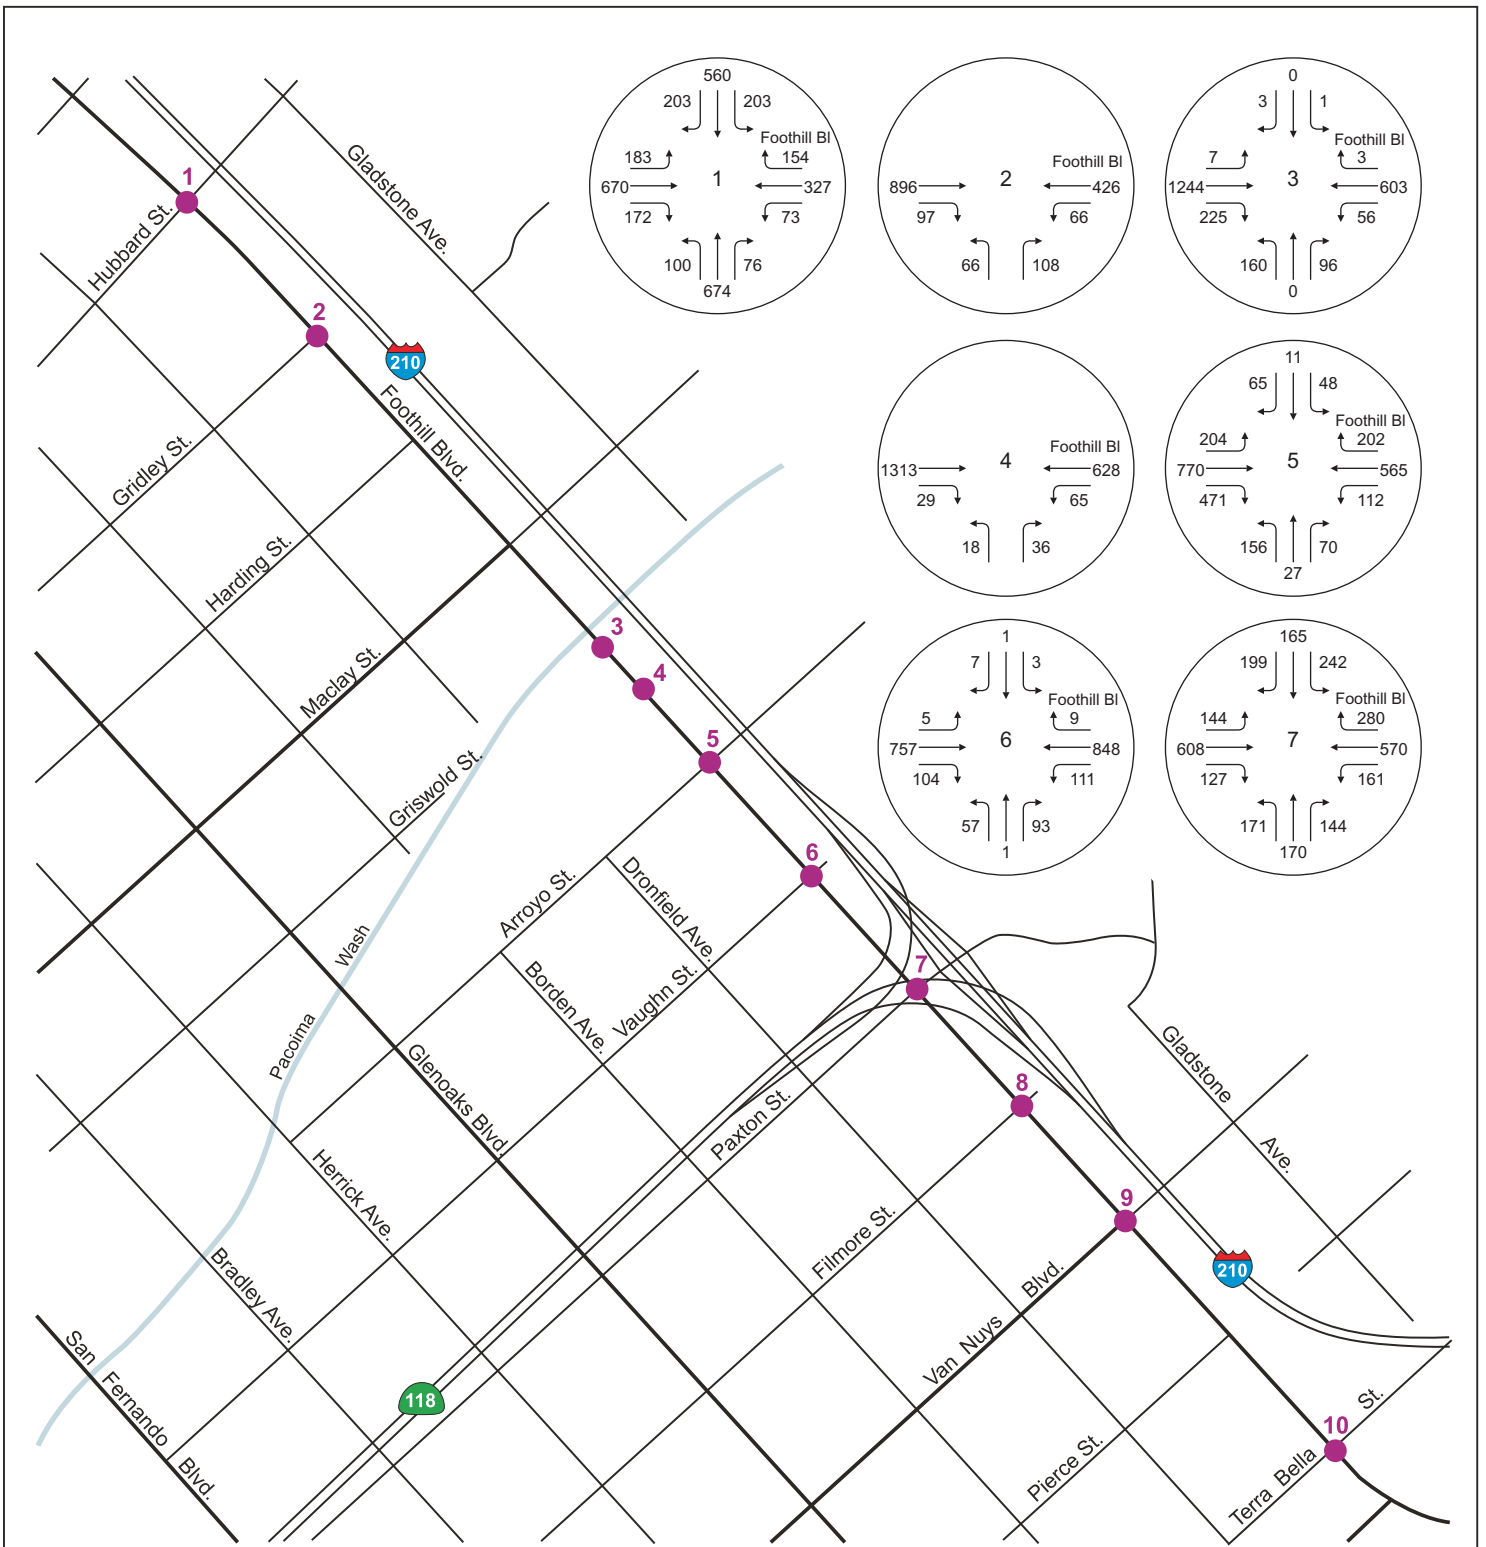 560
203 203
Foothill Bl
183 154
670 1 327
172 73
100 76
674
Foothill Bl
896 2 426
97 66
66 108
0
3 1
Foothill Bl
7 3
1244 3 603
225 56
160 96
0
Foothill Bl
1313 4 628
29 65
18 36
11
65 48
Foothill Bl
204 202
770 5 565
471 112
156 70
27
1
7 3
Foothill Bl
5 9
757 6 848
104 111
57 93
1
165
199 242
Foothill Bl
144 280
608 7 570
127 161
171 144
170
1
Hubbard St.
Gladstone Ave.
2
210
Foothill Blvd.
Gridley St.
Harding St.
Maclay St.
3
4
5
Griswold St.
6
Arroyo St.
Dronfield Ave.
Pacoima Wash
Borden Ave.
Vaughn St.
7
Glenoaks Blvd.
Paxton St.
8
Gladstone Ave.
Herrick Ave.
9
Filmore St.
Bradley Ave.
210
Van Nuys Blvd.
San Fernando Blvd.
118
10
Pierce St.
Terra Bella St.